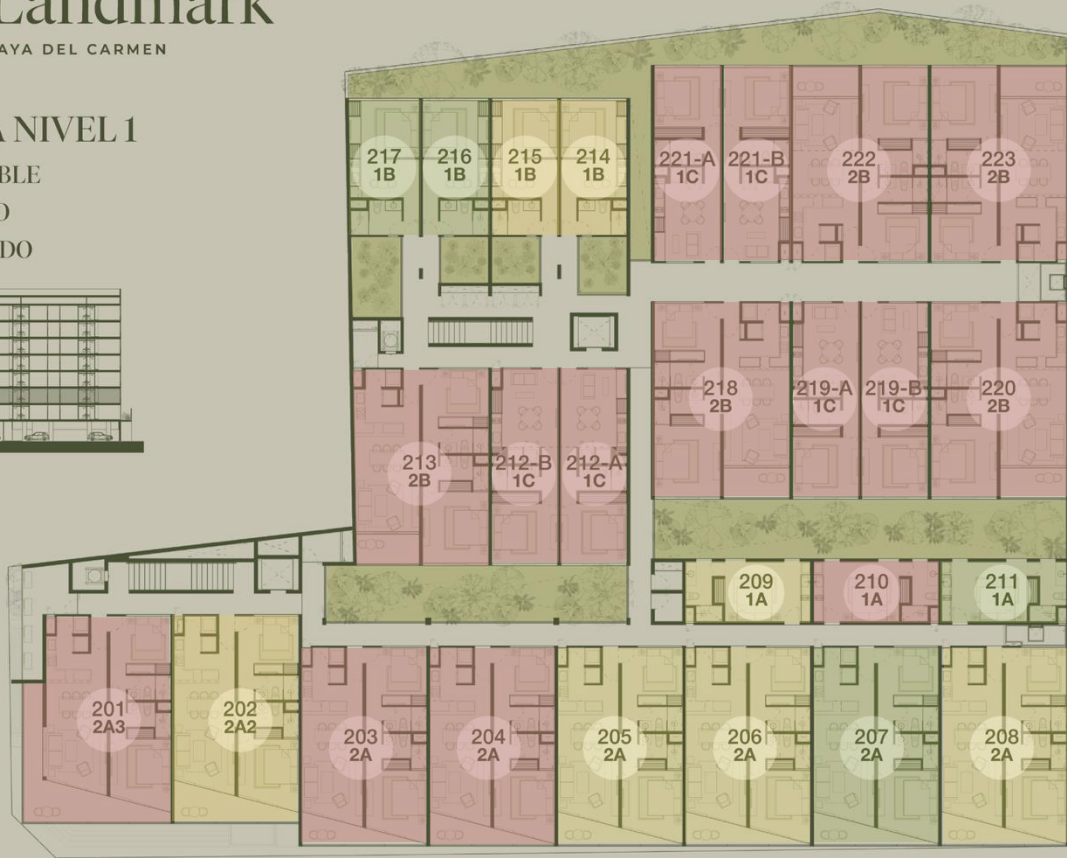 Landmark
AYA DEL CARMEN
A NIVEL 1
BLE
O
DO
217
1B
216
1B
215
1B
214
1B
221-A
1C
221-B
1C
222
2B
223
2B
218
2B
219-A
1C
219-B
1C
220
2B
213
2B
212-B
1C
212-A
1C
209
1A
210
1A
211
1A
201
2A3
202
2A2
203
2A
204
2A
205
2A
206
2A
207
2A
208
2A